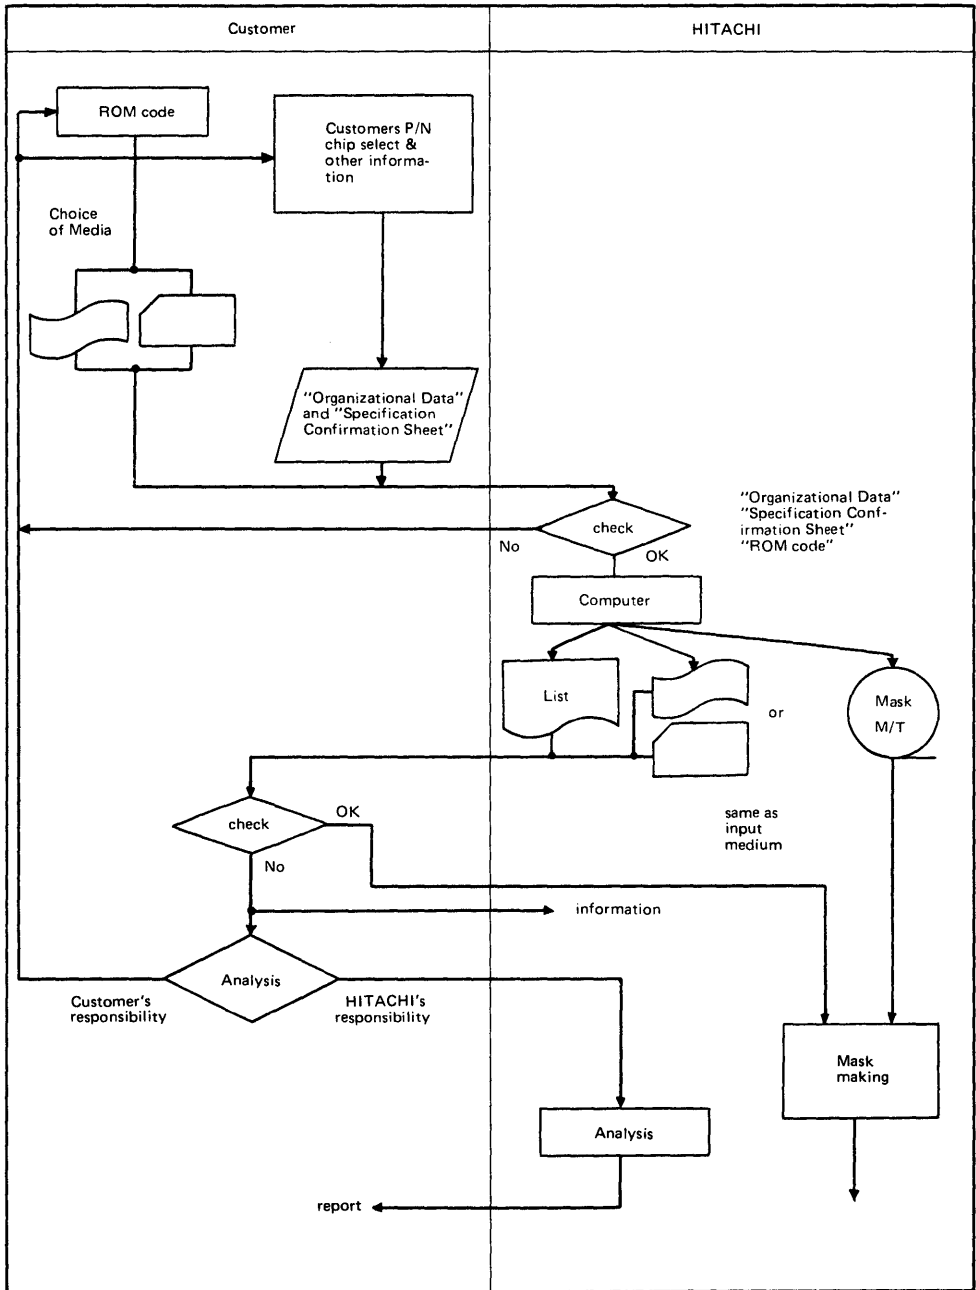 Customer
HITACHI
ROM code
Customers P/N
chip select &
other informa-
tion
Choice
of Media
"Organizational Data"
and "Specification
Confirmation Sheet"
check
"Organizational Data"
"Specification Conf-
irmation Sheet"
"ROM code"
No
OK
Computer
List
or
Mask
M/T
check
OK
same as
input
medium
No
information
Analysis
Customer's
responsibility
HITACHI's
responsibility
Mask
making
Analysis
report